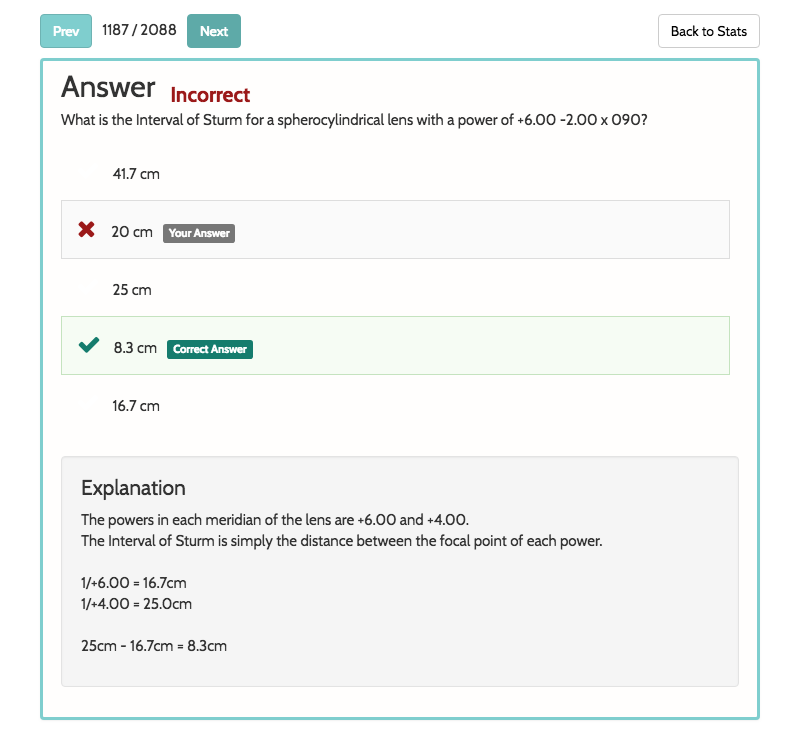 Prev 1187 / 2088 Next Back to Stats
Answer Incorrect
What is the Interval of Sturm for a spherocylindrical lens with a power of +6.00 -2.00 x 090?
41.7 cm
20 cm Your Answer
25 cm
8.3 cm Correct Answer
16.7 cm
Explanation
The powers in each meridian of the lens are +6.00 and +4.00.
The Interval of Sturm is simply the distance between the focal point of each power.
1/+6.00 = 16.7cm
1/+4.00 = 25.0cm
25cm - 16.7cm = 8.3cm